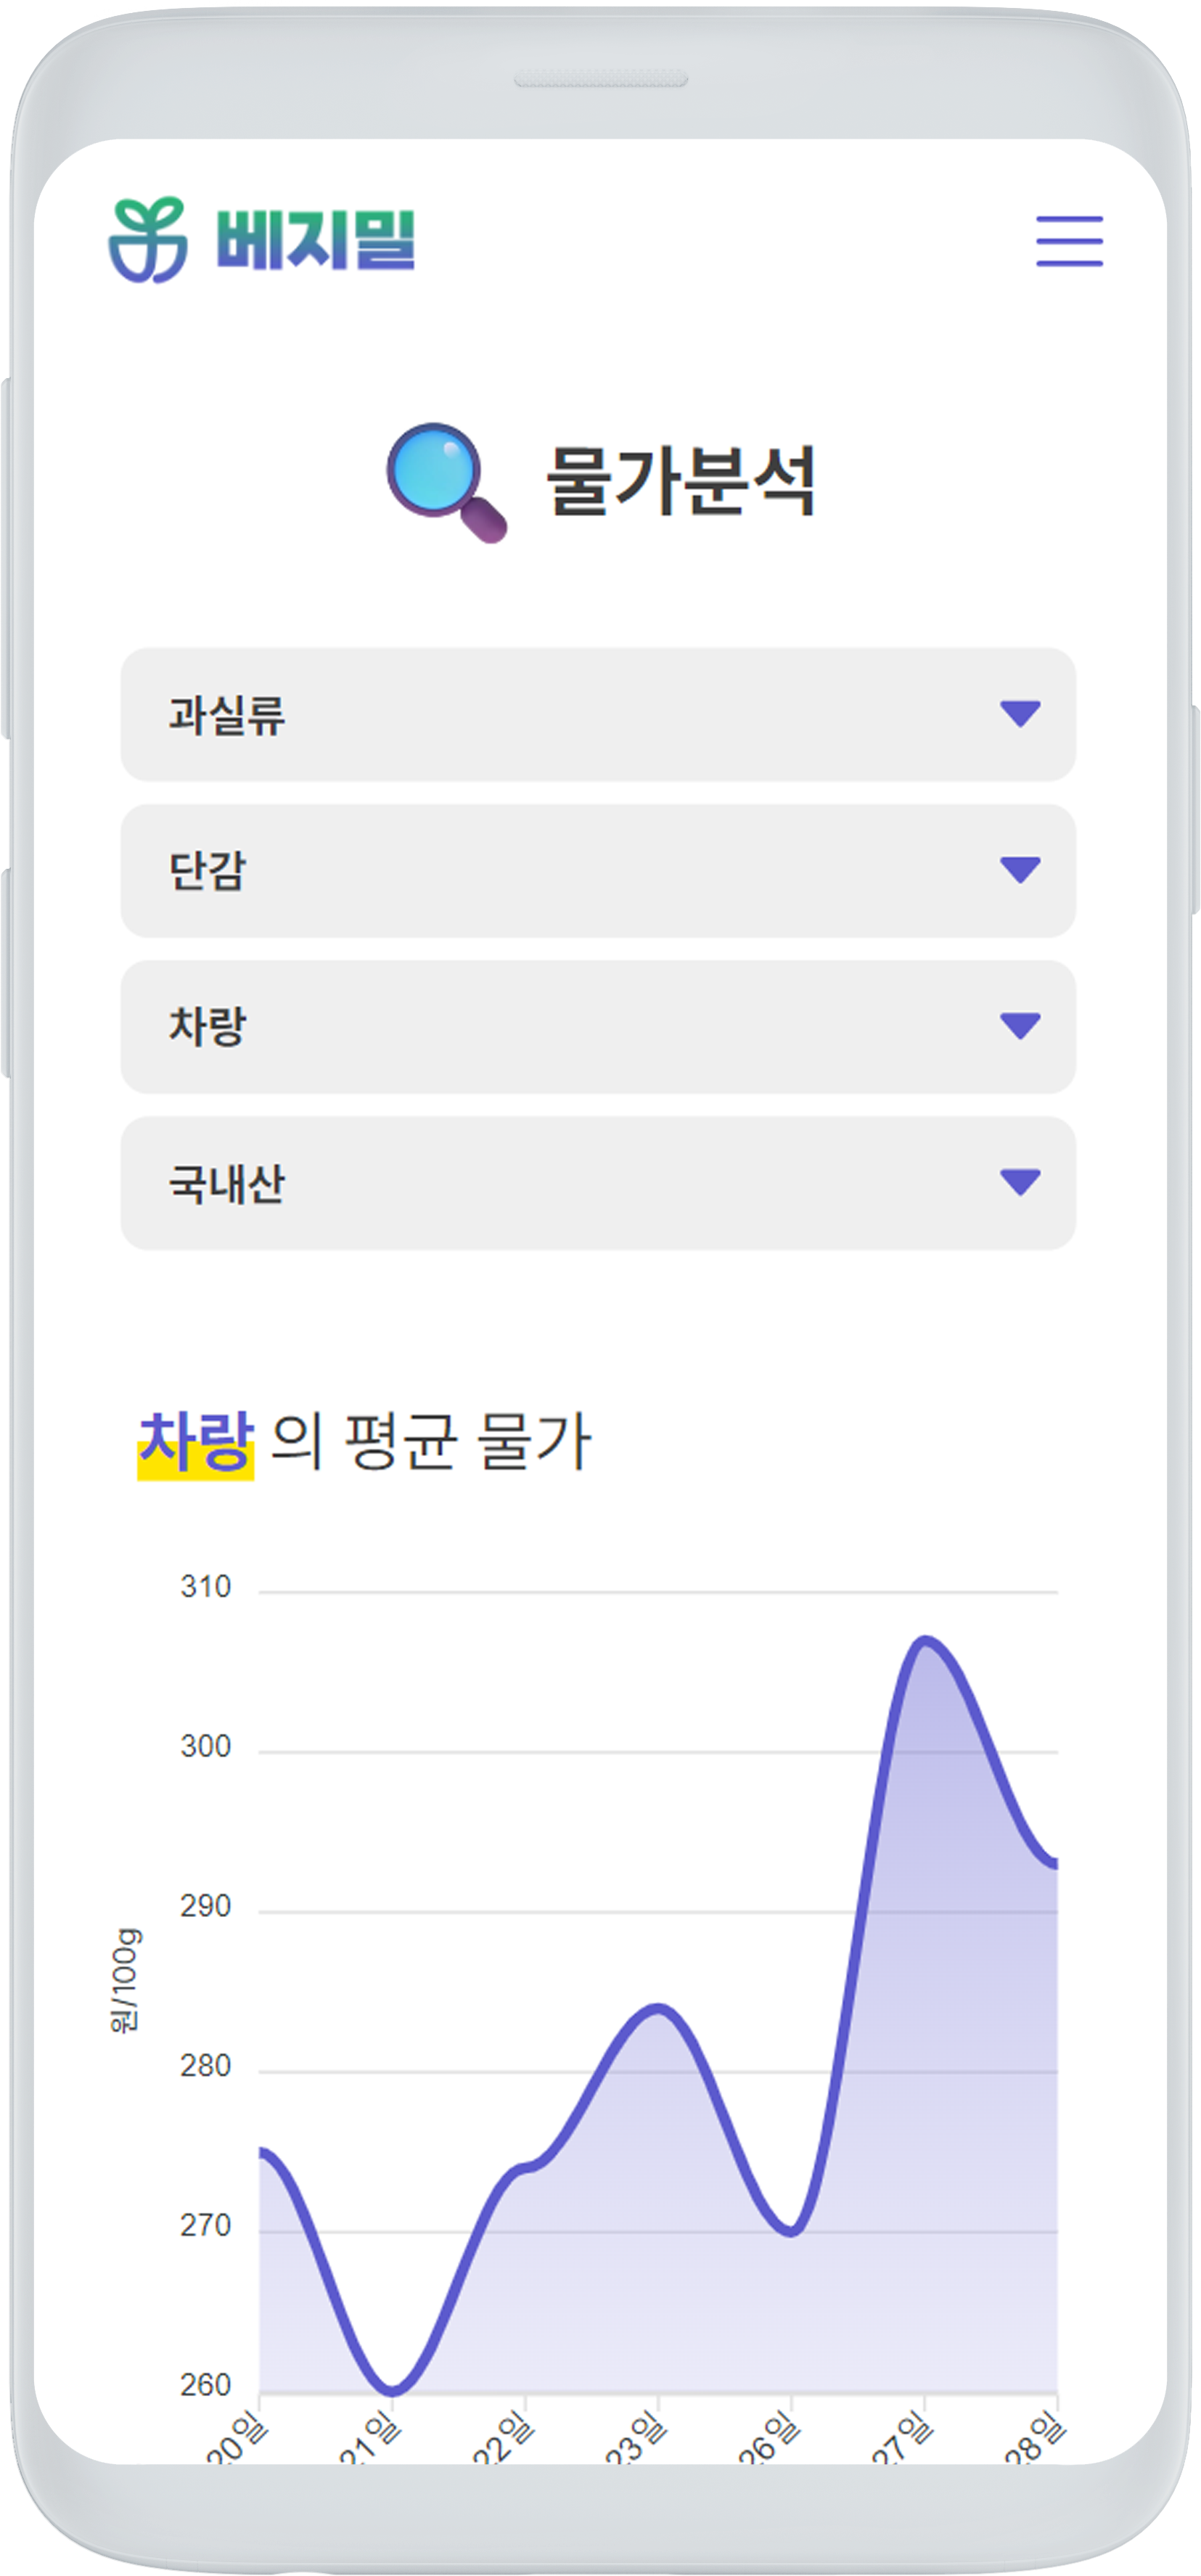 베지밀
물가분석
과실류
단감
차랑
국내산
차랑 의 평균 물가
원/100g
310
300
290
280
270
260
20일
21일
22일
23일
26일
27일
28일